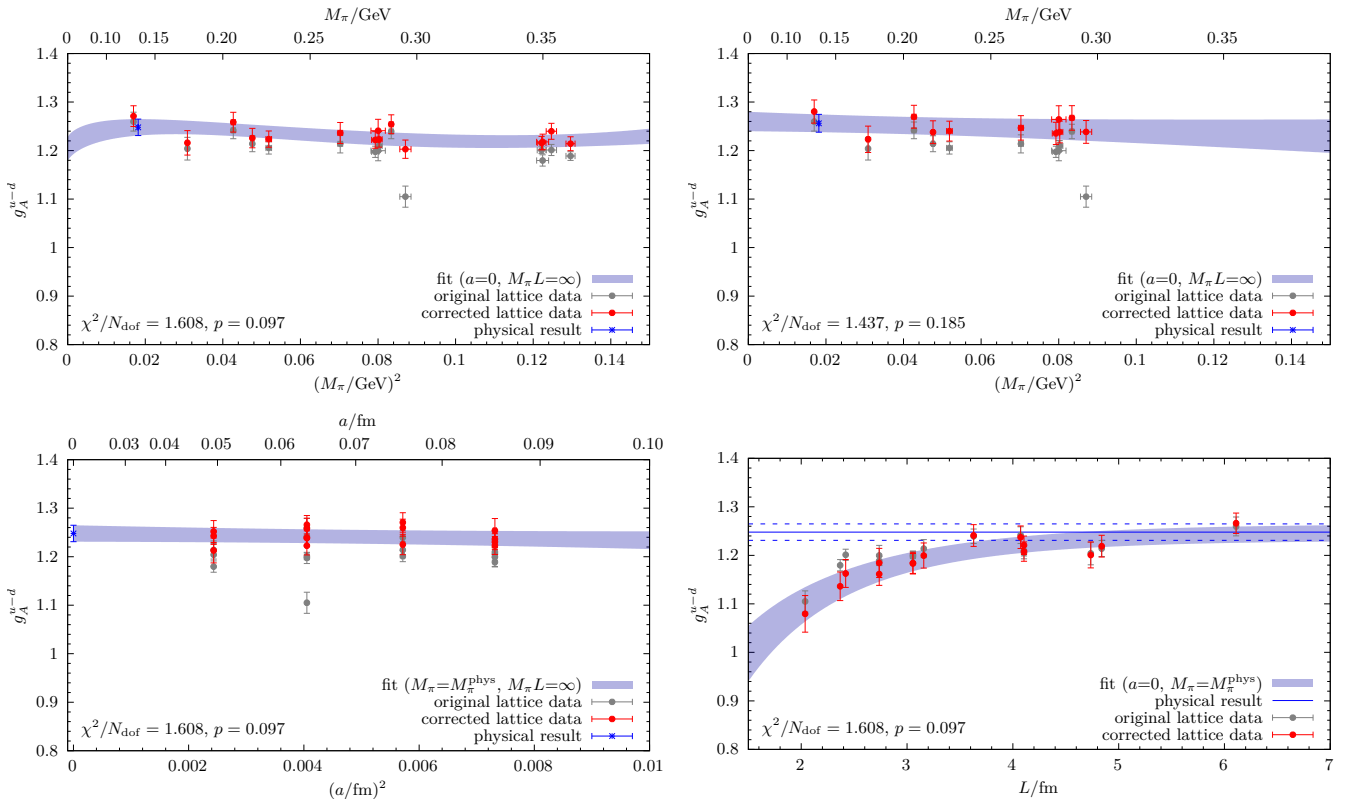 M_π/GeV
0 0.10 0.15 0.20 0.25 0.30 0.35
1.4
1.3
1.2
1.1
1
0.9
0.8
g_A^{u−d}
fit (a=0, M_πL=∞)
original lattice data
corrected lattice data
physical result
χ²/N_dof = 1.608, p = 0.097
0 0.02 0.04 0.06 0.08 0.1 0.12 0.14
(M_π/GeV)²
M_π/GeV
0 0.10 0.15 0.20 0.25 0.30 0.35
1.4
1.3
1.2
1.1
1
0.9
0.8
g_A^{u−d}
fit (a=0, M_πL=∞)
original lattice data
corrected lattice data
physical result
χ²/N_dof = 1.437, p = 0.185
0 0.02 0.04 0.06 0.08 0.1 0.12 0.14
(M_π/GeV)²
a/fm
0 0.03 0.04 0.05 0.06 0.07 0.08 0.09 0.10
1.4
1.3
1.2
1.1
1
0.9
0.8
g_A^{u−d}
fit (M_π=M_π^{phys}, M_πL=∞)
original lattice data
corrected lattice data
physical result
χ²/N_dof = 1.608, p = 0.097
0 0.002 0.004 0.006 0.008 0.01
(a/fm)²
1.4
1.3
1.2
1.1
1
0.9
0.8
g_A^{u−d}
fit (a=0, M_π=M_π^{phys})
physical result
original lattice data
corrected lattice data
χ²/N_dof = 1.608, p = 0.097
2 3 4 5 6 7
L/fm